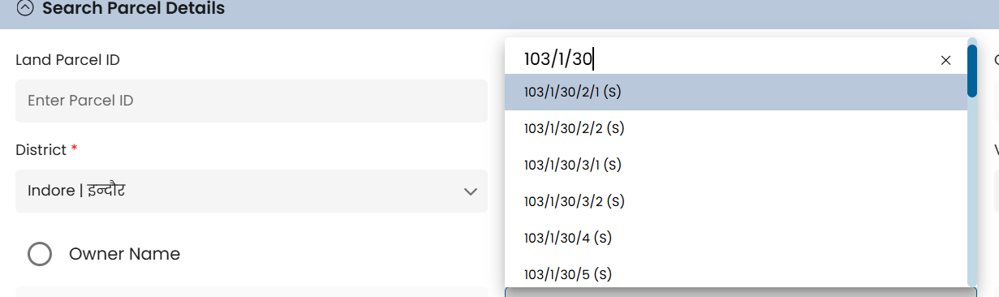 Search Parcel Details
Land Parcel ID
Enter Parcel ID
District *
Indore | इन्दौर
Owner Name
103/1/30
103/1/30/2/1 (S)
103/1/30/2/2 (S)
103/1/30/3/1 (S)
103/1/30/3/2 (S)
103/1/30/4 (S)
103/1/30/5 (S)